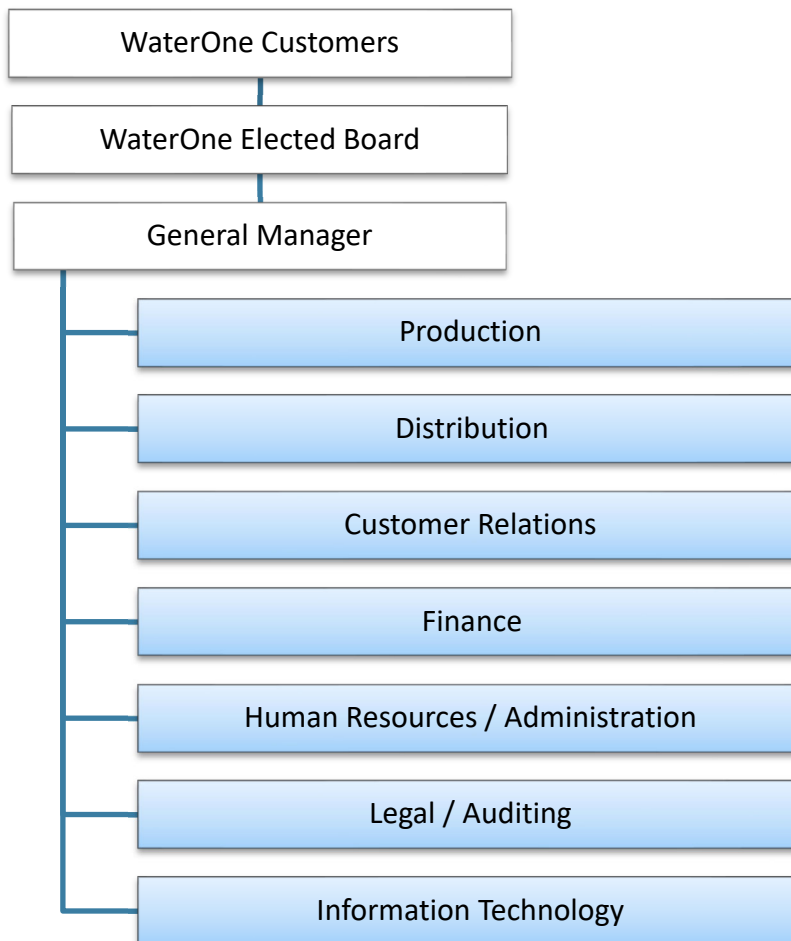 WaterOne Customers
WaterOne Elected Board
General Manager
Production
Distribution
Customer Relations
Finance
Human Resources / Administration
Legal / Auditing
Information Technology